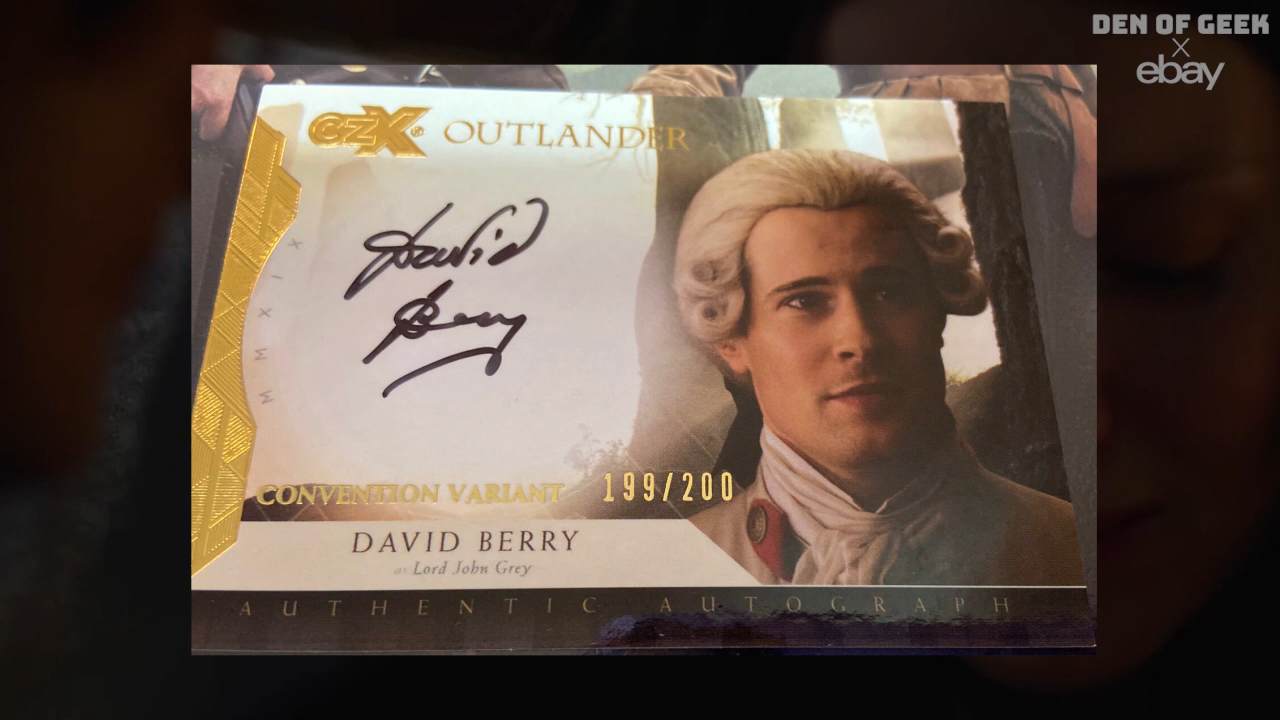 DEN OF GEEK
X
ebay
CZX® OUTLANDER
David
Berry
MMXIX
CONVENTION VARIANT 199/200
DAVID BERRY
as Lord John Grey
AUTHENTIC AUTOGRAPH